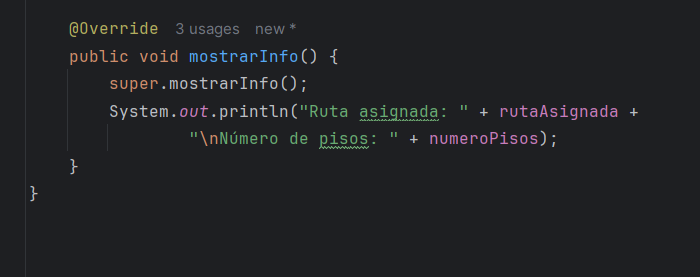 @Override 3 usages new *
public void mostrarInfo() {
super.mostrarInfo();
System.out.println("Ruta asignada: " + rutaAsignada +
"\nNúmero de pisos: " + numeroPisos);
}
}